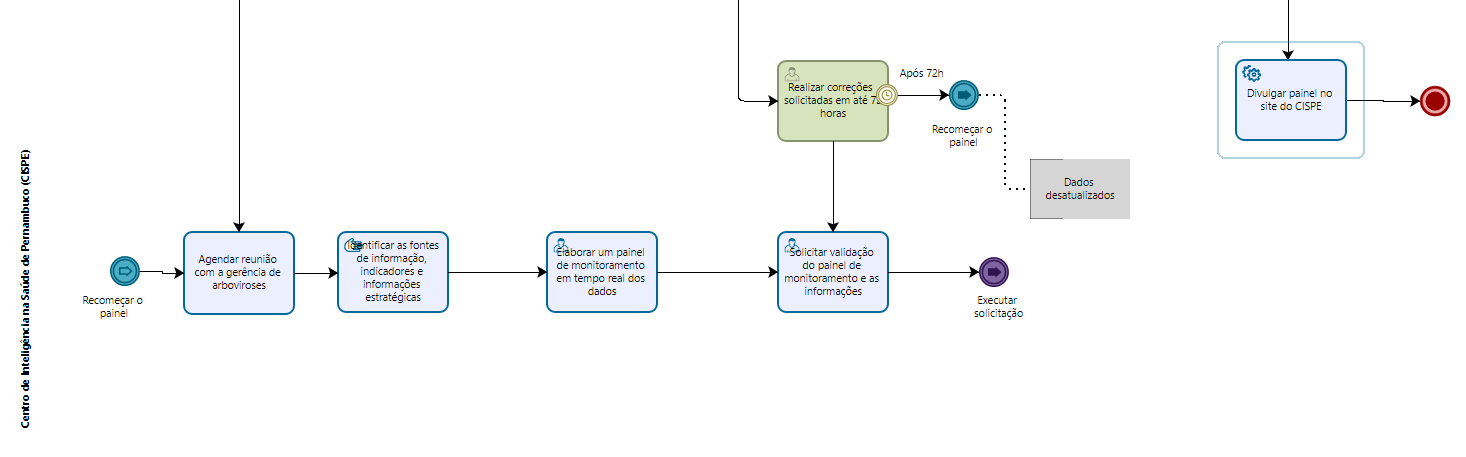 Centro de Inteligência na Saúde de Pernambuco (CISPE)
Após 72h
Realizar correções
solicitadas em até 72
horas
Recomeçar o
painel
Dados
desatualizados
Divulgar painel no
site do CISPE
Recomeçar o
painel
Agendar reunião
com a gerência de
arboviroses
Identificar as fontes
de informação,
indicadores e
informações
estratégicas
Elaborar um painel
de monitoramento
em tempo real dos
dados
Solicitar validação
do painel de
monitoramento e as
informações
Executar
solicitação